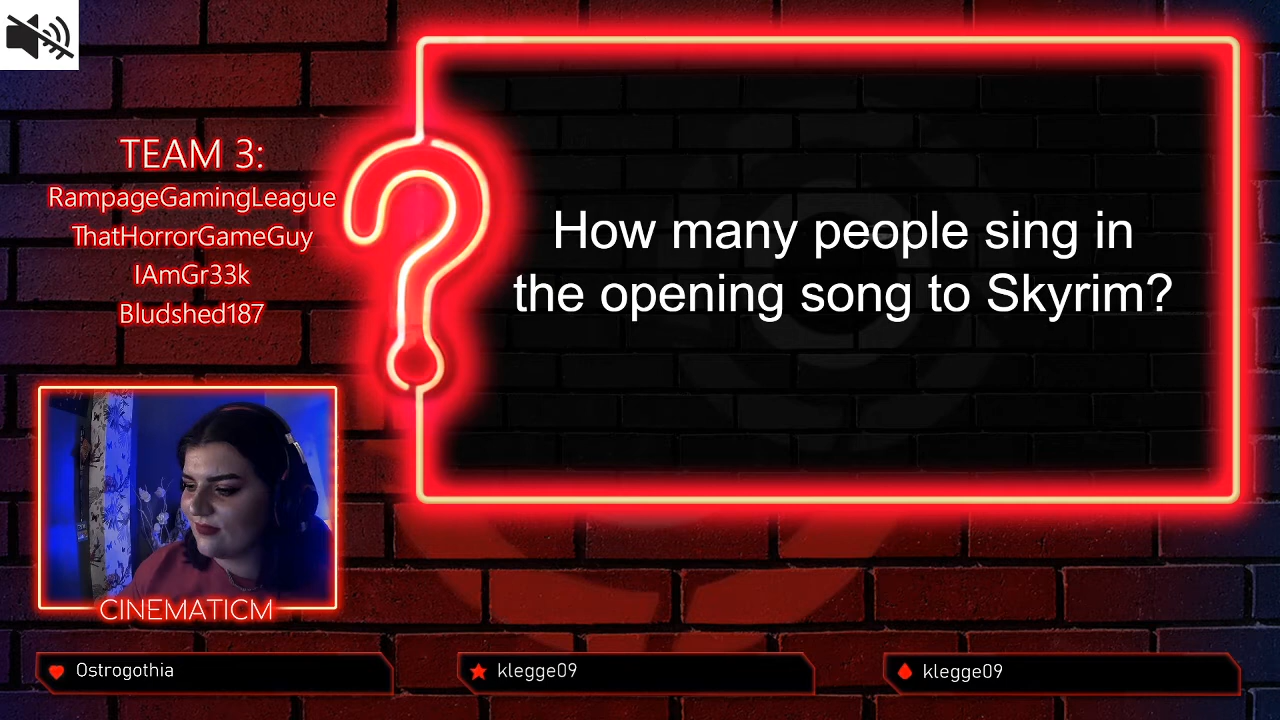 TEAM 3:
RampageGamingLeague
ThatHorrorGameGuy
IAmGr33k
Bludshed187
How many people sing in
the opening song to Skyrim?
CINEMATICM
Ostrogothia
klegge09
klegge09